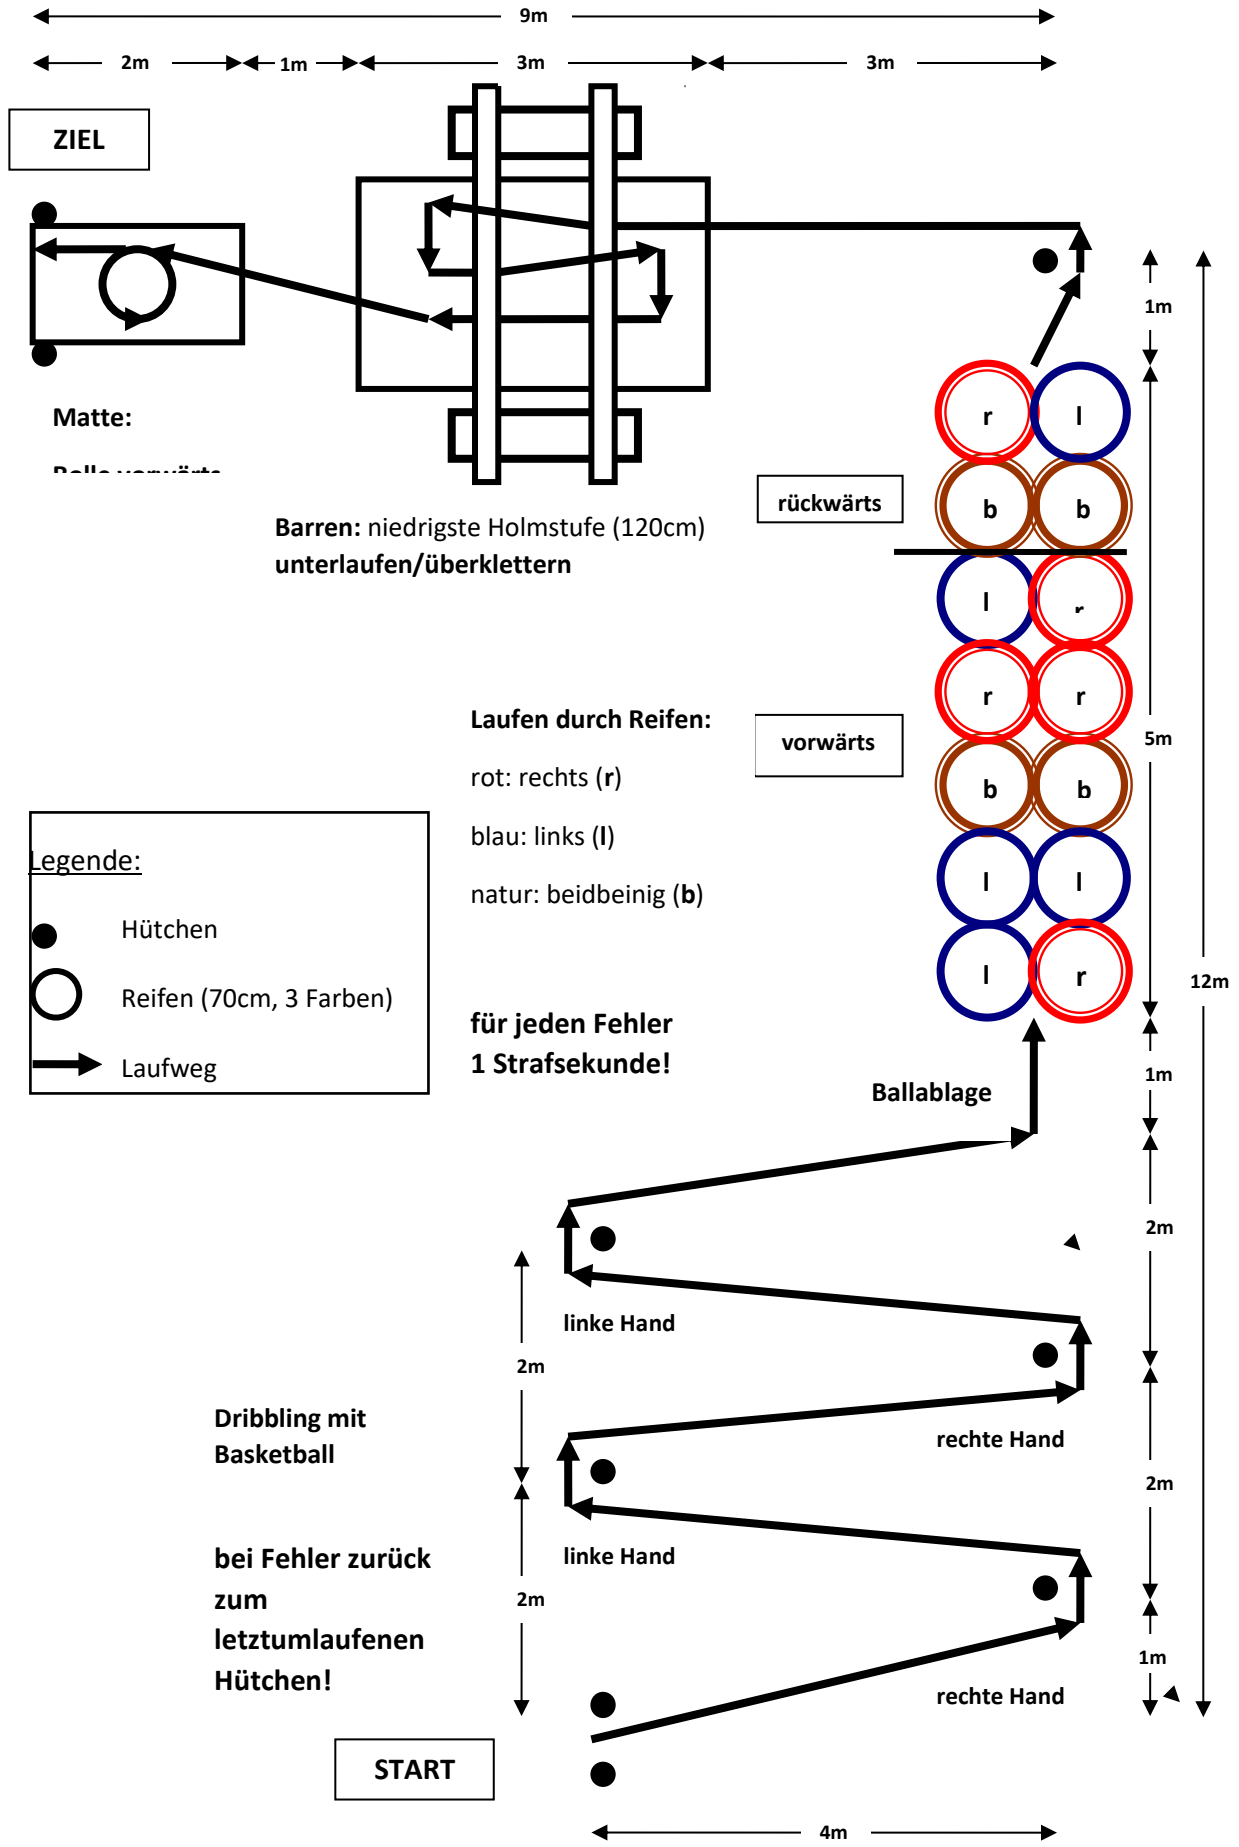 9m
2m
1m
3m
3m
ZIEL
1m
Matte:
r
l
rückwärts
b
b
Barren: niedrigste Holmstufe (120cm)
unterlaufen/überklettern
l
r
r
r
Laufen durch Reifen:
vorwärts
5m
rot: rechts (r)
b
b
blau: links (l)
Legende:
l
l
natur: beidbeinig (b)
Hütchen
l
r
12m
Reifen (70cm, 3 Farben)
für jeden Fehler
1 Strafsekunde!
Laufweg
1m
Ballablage
2m
linke Hand
2m
Dribbling mit
Basketball
rechte Hand
2m
bei Fehler zurück
zum
letztumlaufenen
Hütchen!
linke Hand
2m
1m
rechte Hand
START
4m